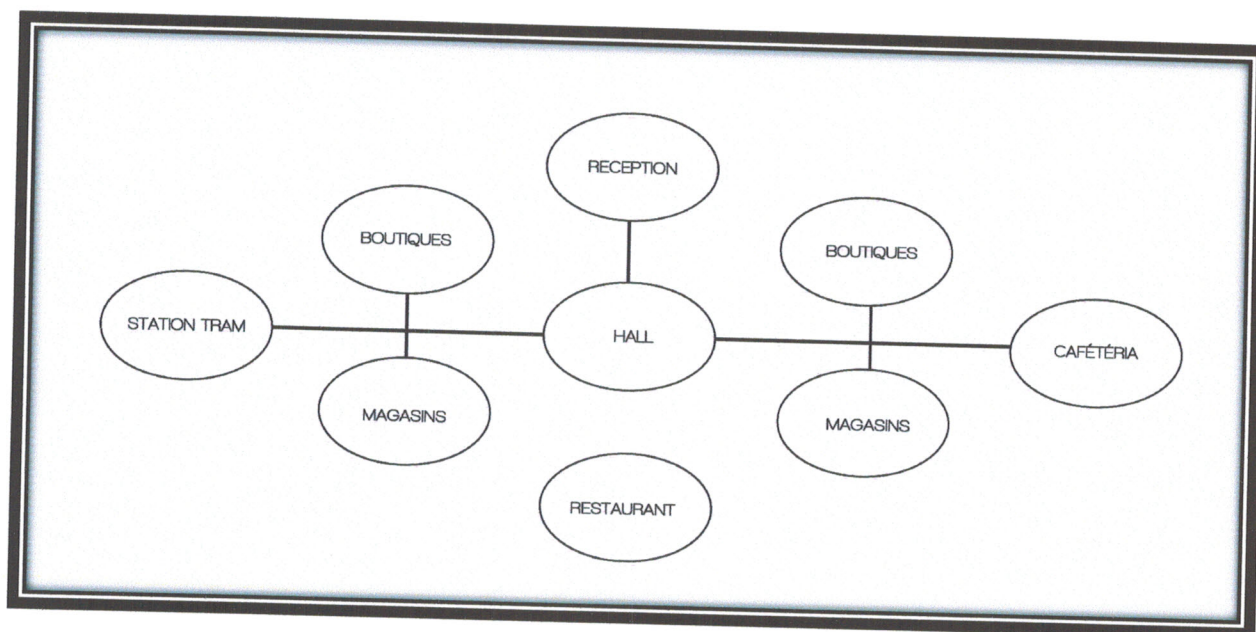 RECEPTION
BOUTIQUES
BOUTIQUES
STATION TRAM
HALL
CAFÉTÉRIA
MAGASINS
MAGASINS
RESTAURANT